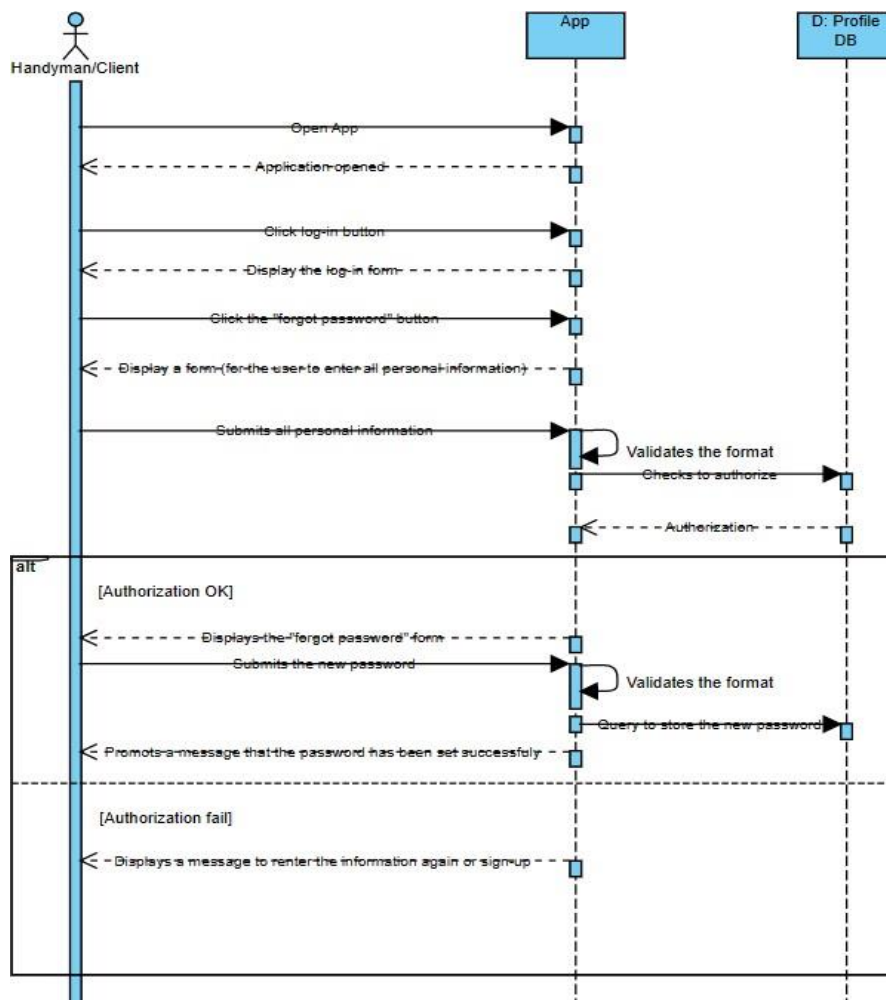 App
D: Profile
DB
Handyman/Client
Open App
Application opened
Click log-in button
Display the log-in form
Click the "forgot password" button
Display a form (for the user to enter all personal information)
Submits all personal information
Validates the format
Checks to authorize
Authorization
alt
[Authorization OK]
Displays the "forgot password" form
Submits the new password
Validates the format
Query to store the new password
Promots a message that the password has been set successfuly
[Authorization fail]
Displays a message to renter the information again or sign-up